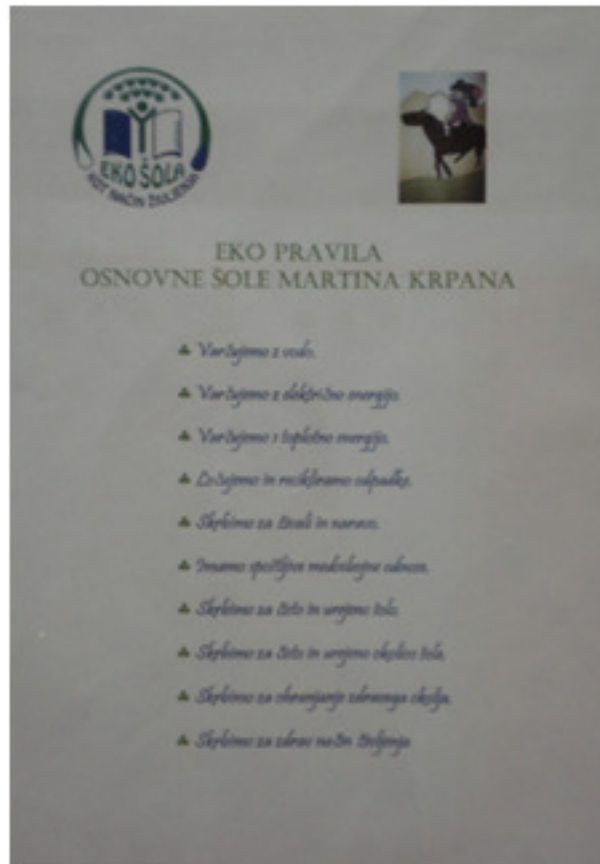 EKO ŠOLA
KOT NAČIN ŽIVLJENJA
EKO PRAVILA
OSNOVNE ŠOLE MARTINA KRPANA
Varčujemo z vodo.
Varčujemo z električno energijo.
Varčujemo s toplotno energijo.
Ločujemo in recikliramo odpadke.
Skrbimo za živali in naravo.
Imamo spoštljive medsebojne odnose.
Skrbimo za čisto in urejeno šolo.
Skrbimo za čisto in urejeno okolico šole.
Skrbimo za ohranjanje zdravega okolja.
Skrbimo za zdrav način življenja.